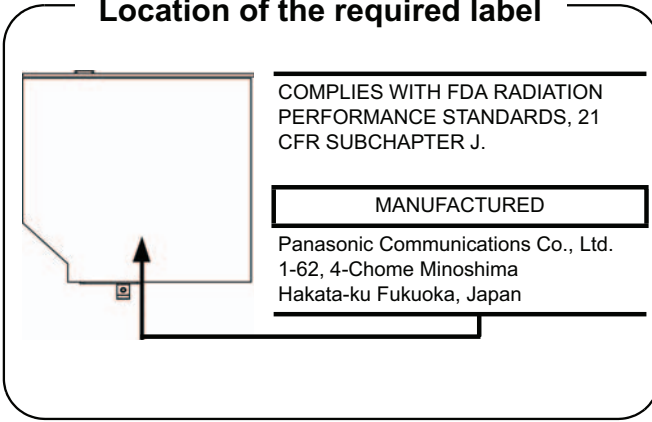 Location of the required label
COMPLIES WITH FDA RADIATION
PERFORMANCE STANDARDS, 21
CFR SUBCHAPTER J.
MANUFACTURED
Panasonic Communications Co., Ltd.
1-62, 4-Chome Minoshima
Hakata-ku Fukuoka, Japan